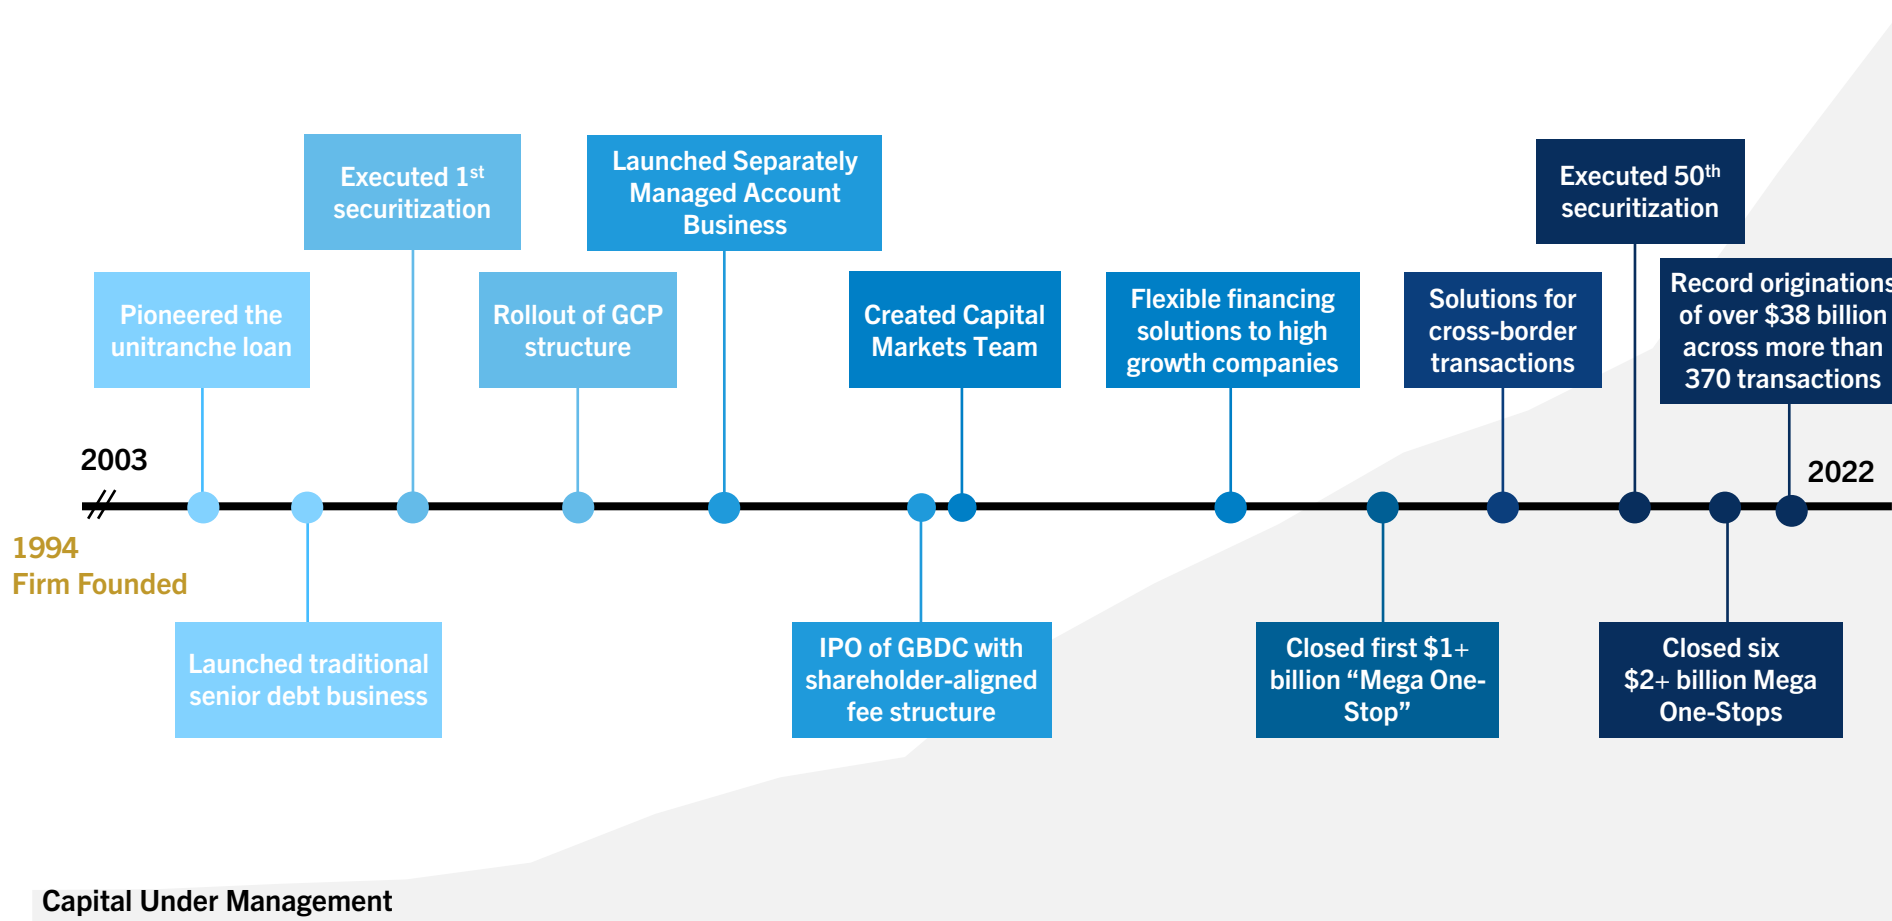 Executed 1st
securitization
Launched Separately
Managed Account
Business
Executed 50th
securitization
Pioneered the
unitranche loan
Rollout of GCP
structure
Created Capital
Markets Team
Flexible financing
solutions to high
growth companies
Solutions for
cross-border
transactions
Record originations
of over $38 billion
across more than
370 transactions
2003
2022
1994
Firm Founded
Launched traditional
senior debt business
IPO of GBDC with
shareholder-aligned
fee structure
Closed first $1+
billion “Mega One-
Stop”
Closed six
$2+ billion Mega
One-Stops
Capital Under Management